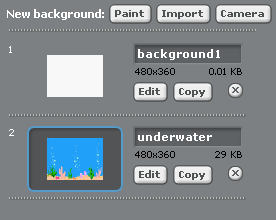 New background: Paint Import Camera
1
background1
480x360 0.01 KB
Edit Copy
2
underwater
480x360 29 KB
Edit Copy